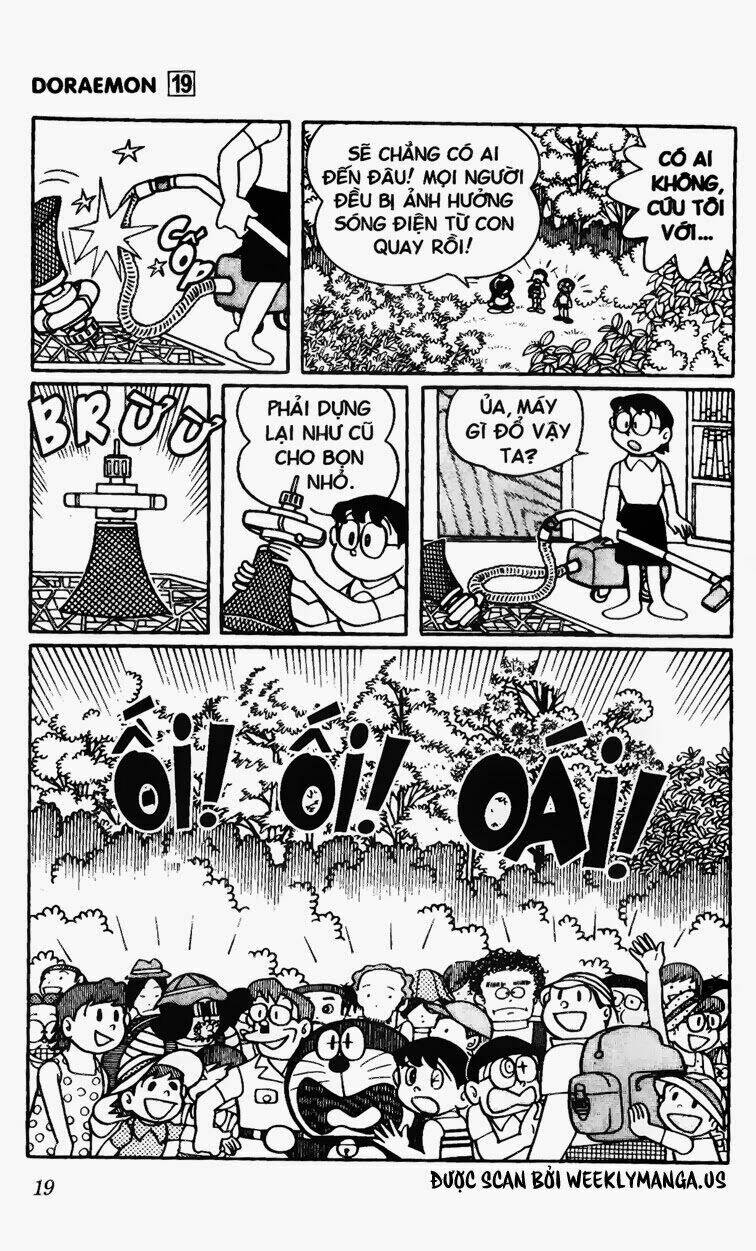 DORAEMON 19
CÓ AI
KHÔNG,
CỨU TÔI
VỚI...
SẼ CHẲNG CÓ AI
ĐẾN ĐÂU! MỌI NGƯỜI
ĐỀU BỊ ẢNH HƯỞNG
SÓNG ĐIỆN TỪ CON
QUAY RỒI!
CỐP
ỦA, MÁY
GÌ ĐỔ VẬY
TA?
PHẢI DỰNG
LẠI NHƯ CŨ
CHO BỌN
NHỎ.
BRỪỪ
ỐI! ỐI! OÁI!
19
ĐƯỢC SCAN BỞI WEEKLYMANGA.US